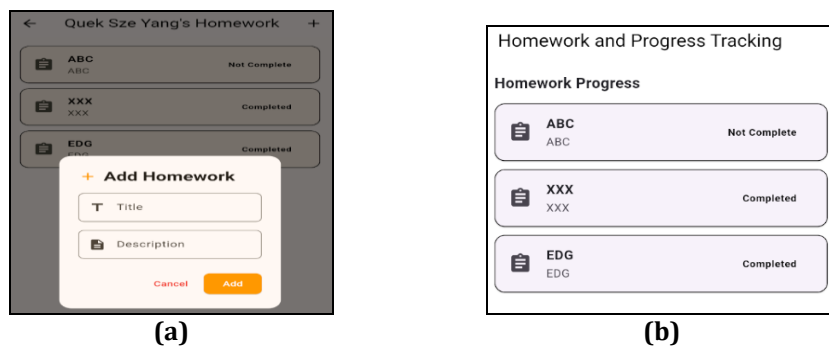 ← Quek Sze Yang's Homework +
ABC
ABC
Not Complete
XXX
XXX
Completed
EDG
EDG
Completed
+ Add Homework
Title
Description
Cancel
Add
(a)
Homework and Progress Tracking
Homework Progress
ABC
ABC
Not Complete
XXX
XXX
Completed
EDG
EDG
Completed
(b)